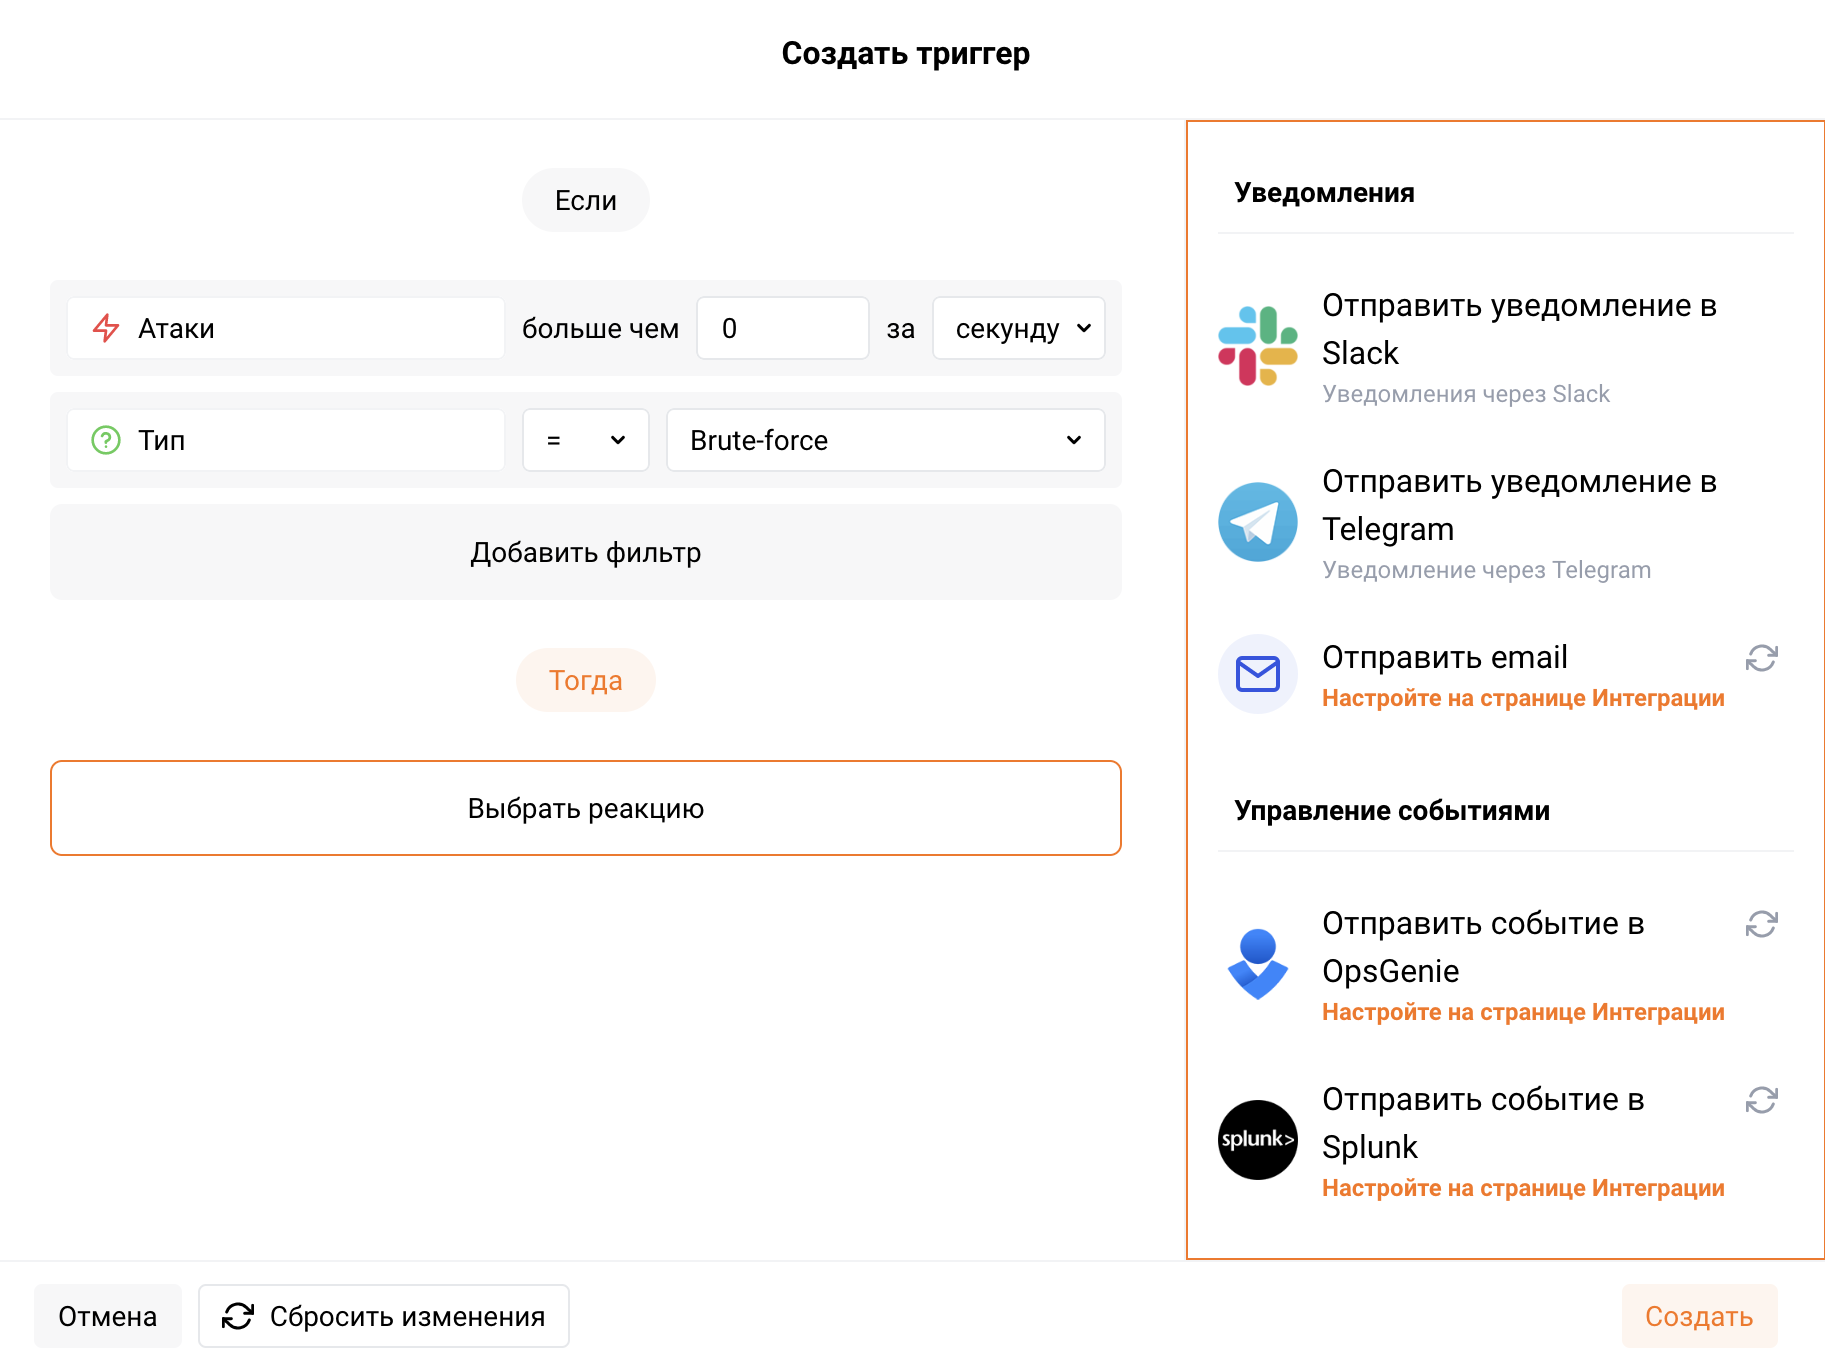 Создать триггер
Если
Атаки больше чем 0 за секунду
Тип = Brute-force
Добавить фильтр
Тогда
Выбрать реакцию
Уведомления
Отправить уведомление в
Slack
Уведомления через Slack
Отправить уведомление в
Telegram
Уведомление через Telegram
Отправить email
Настройте на странице Интеграции
Управление событиями
Отправить событие в
OpsGenie
Настройте на странице Интеграции
splunk>
Отправить событие в
Splunk
Настройте на странице Интеграции
Отмена
Сбросить изменения
Создать